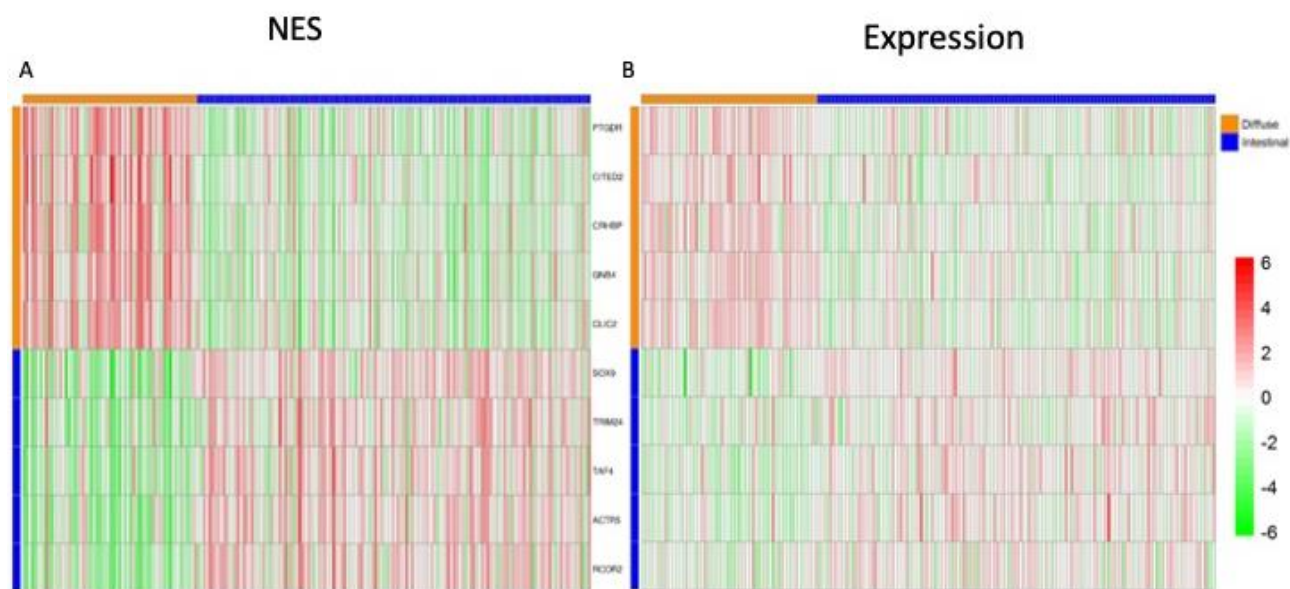 NES
Expression
A
B
PTGDR
CITED2
CRHBP
GNB4
CLIC2
SOX9
TRIM24
TAF4
ACTR5
RCOR2
Diffuse
Intestinal
6
4
2
0
-2
-4
-6